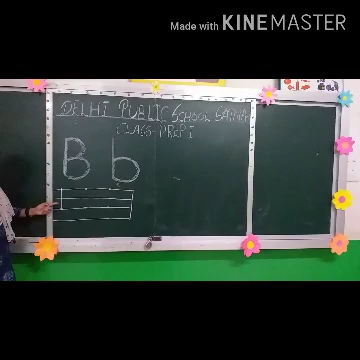 Made with KINEMASTER
DELHI PUBLIC SCHOOL
CLASS-PREP I
B b